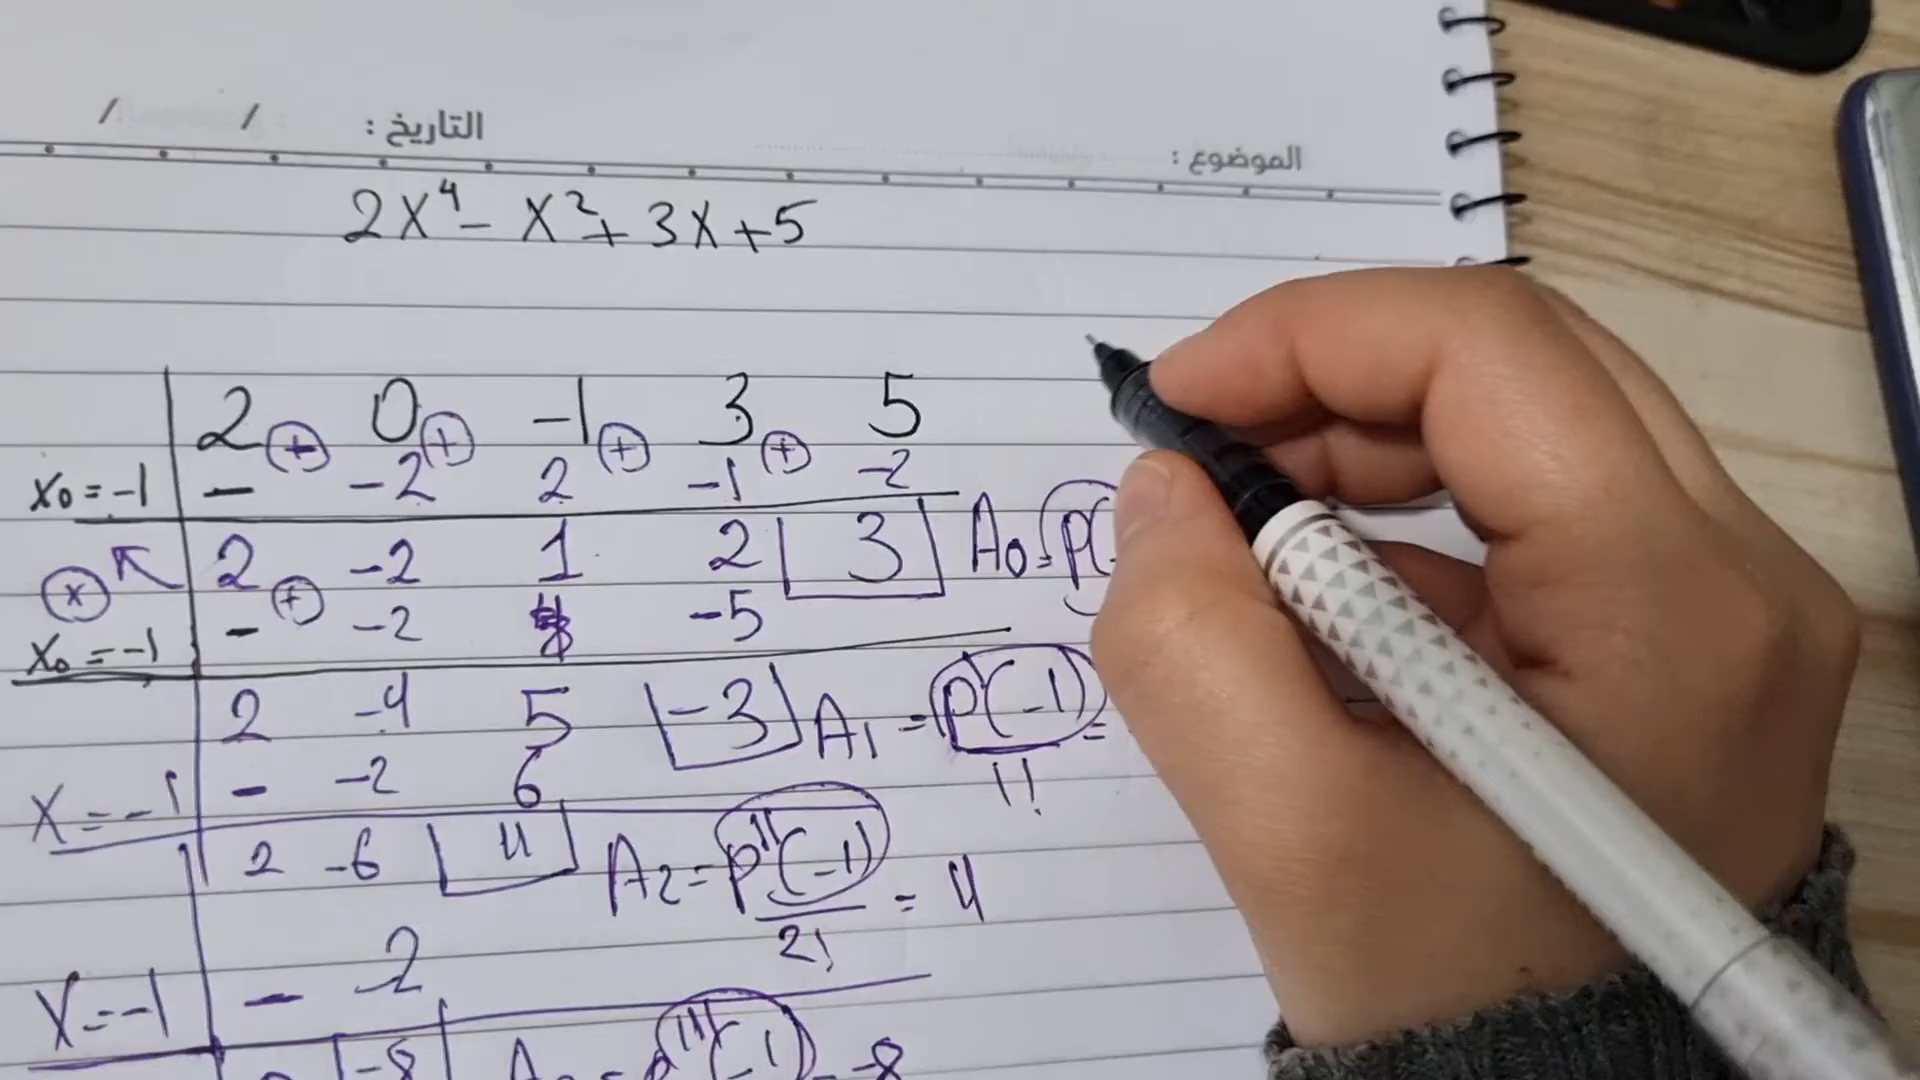 الموضوع : التاريخ : / /
2x⁴ - x² + 3x + 5
2 + 0 + -1 + 3 + 5
x₀ = -1 - -2 2 -1 -2
2 -2 1 2 3 A₀ = p(
x +
x₀ = -1 - -2 -5
2 -4 5 -3 A₁ = p'(-1) =
1!
x = -1 - -2 6
2 -6 4 A₂ = p''(-1) = 4
2!
x = -1 - 2
-8 p'''(-1) -8